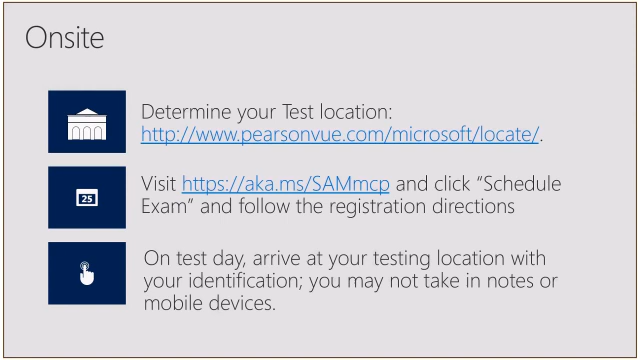 Onsite
Determine your Test location:
http://www.pearsonvue.com/microsoft/locate/.
25
Visit https://aka.ms/SAMmcp and click “Schedule
Exam” and follow the registration directions
On test day, arrive at your testing location with
your identification; you may not take in notes or
mobile devices.